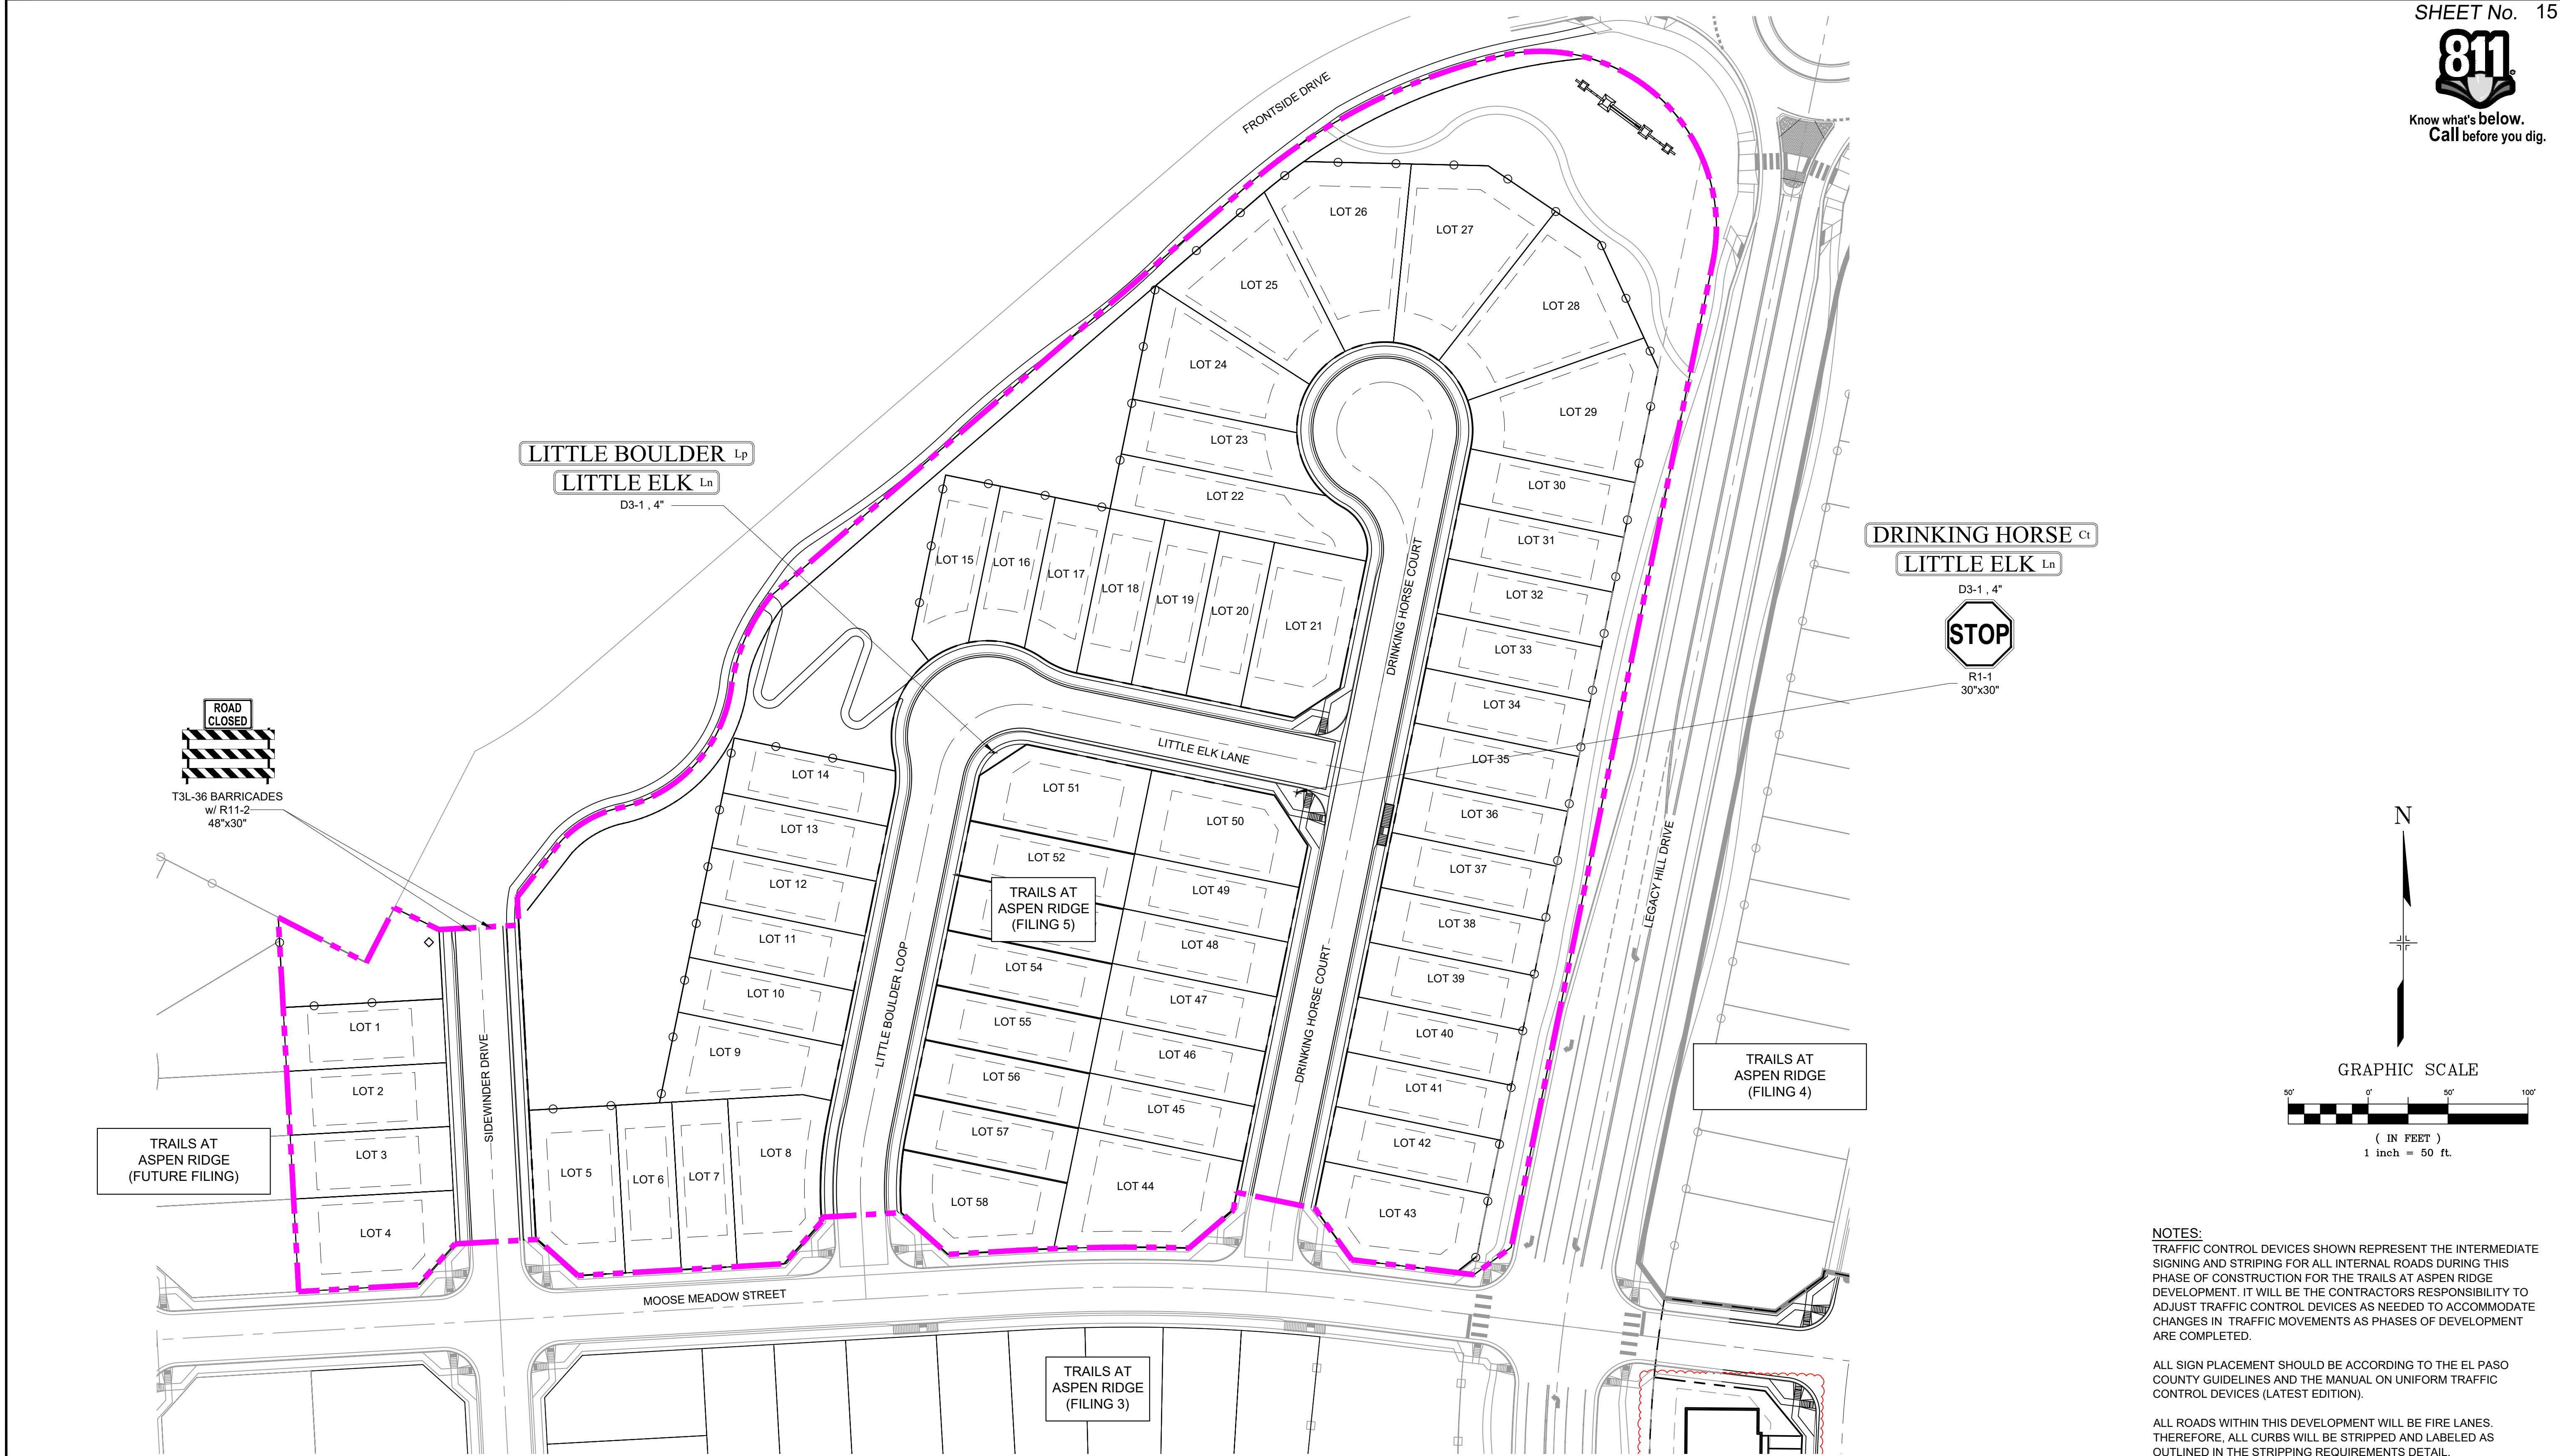 SHEET No. 15
811
Know what's below.
Call before you dig.
FRONTSIDE DRIVE
LOT 26
LOT 27
LOT 25
LOT 28
LOT 24
LOT 29
LOT 23
LITTLE BOULDER Lp
LITTLE ELK Ln
D3-1 , 4"
LOT 22
LOT 30
LOT 31
DRINKING HORSE Ct
LITTLE ELK Ln
D3-1 , 4"
STOP
R1-1
30"x30"
LOT 15
LOT 16
LOT 17
LOT 18
LOT 19
LOT 20
LOT 21
DRINKING HORSE COURT
LOT 32
LOT 33
LOT 34
ROAD
CLOSED
T3L-36 BARRICADES
w/ R11-2
48"x30"
LITTLE ELK LANE
LOT 35
LOT 14
LOT 51
LOT 50
LOT 36
LOT 13
LOT 52
LOT 37
LEGACY HILL DRIVE
LOT 12
TRAILS AT
ASPEN RIDGE
(FILING 5)
LOT 49
LOT 38
LOT 11
LOT 48
LOT 39
LOT 10
LOT 54
LOT 47
LOT 40
N
LITTLE BOULDER LOOP
DRINKING HORSE COURT
LOT 1
LOT 9
LOT 55
LOT 46
LOT 41
SIDEWINDER DRIVE
LOT 2
LOT 56
LOT 45
LOT 42
TRAILS AT
ASPEN RIDGE
(FILING 4)
GRAPHIC SCALE
50' 0' 50' 100'
( IN FEET )
1 inch = 50 ft.
TRAILS AT
ASPEN RIDGE
(FUTURE FILING)
LOT 3
LOT 5
LOT 6
LOT 7
LOT 8
LOT 57
LOT 44
LOT 4
LOT 58
LOT 43
MOOSE MEADOW STREET
TRAILS AT
ASPEN RIDGE
(FILING 3)
NOTES:
TRAFFIC CONTROL DEVICES SHOWN REPRESENT THE INTERMEDIATE
SIGNING AND STRIPING FOR ALL INTERNAL ROADS DURING THIS
PHASE OF CONSTRUCTION FOR THE TRAILS AT ASPEN RIDGE
DEVELOPMENT. IT WILL BE THE CONTRACTORS RESPONSIBILITY TO
ADJUST TRAFFIC CONTROL DEVICES AS NEEDED TO ACCOMMODATE
CHANGES IN TRAFFIC MOVEMENTS AS PHASES OF DEVELOPMENT
ARE COMPLETED.
ALL SIGN PLACEMENT SHOULD BE ACCORDING TO THE EL PASO
COUNTY GUIDELINES AND THE MANUAL ON UNIFORM TRAFFIC
CONTROL DEVICES (LATEST EDITION).
ALL ROADS WITHIN THIS DEVELOPMENT WILL BE FIRE LANES.
THEREFORE, ALL CURBS WILL BE STRIPPED AND LABELED AS
OUTLINED IN THE STRIPPING REQUIREMENTS DETAIL.